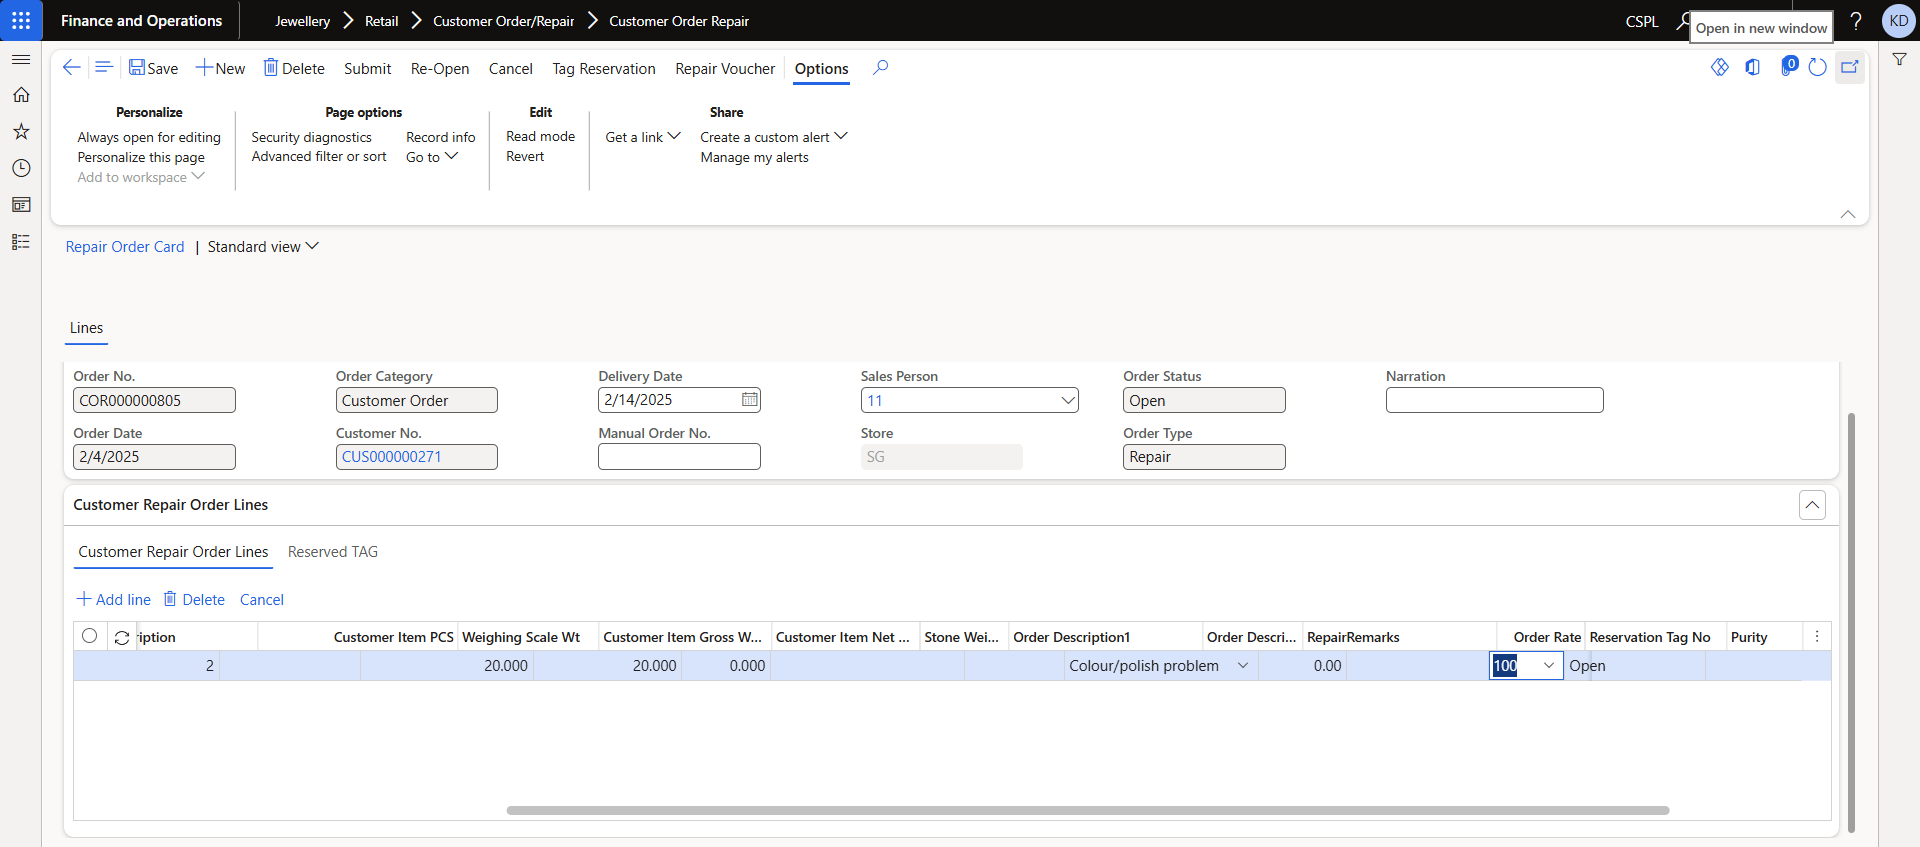 Finance and Operations
Jewellery > Retail > Customer Order/Repair > Customer Order Repair
CSPL
Open in new window
?
KD
Save
New
Delete
Submit
Re-Open
Cancel
Tag Reservation
Repair Voucher
Options
0
Personalize
Always open for editing
Personalize this page
Add to workspace
Page options
Security diagnostics
Advanced filter or sort
Record info
Go to
Edit
Read mode
Revert
Get a link
Share
Create a custom alert
Manage my alerts
Repair Order Card | Standard view
Lines
Order No.
COR000000805
Order Category
Customer Order
Delivery Date
2/14/2025
Sales Person
11
Order Status
Open
Narration
Order Date
2/4/2025
Customer No.
CUS000000271
Manual Order No.
Store
SG
Order Type
Repair
Customer Repair Order Lines
Customer Repair Order Lines Reserved TAG
Add line Delete Cancel
ription Customer Item PCS Weighing Scale Wt Customer Item Gross W... Customer Item Net ... Stone Wei... Order Description1 Order Descri... RepairRemarks Order Rate Reservation Tag No Purity
2 20.000 20.000 0.000 Colour/polish problem 0.00 100 Open